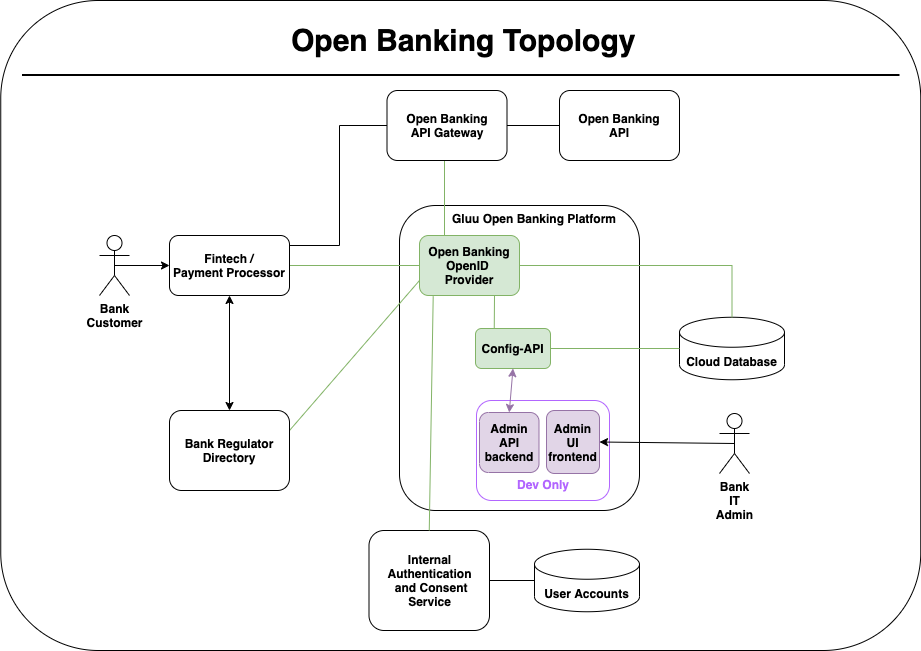 Open Banking Topology
Open Banking
API Gateway
Open Banking
API
Gluu Open Banking Platform
Fintech /
Payment Processor
Open Banking
OpenID
Provider
Bank
Customer
Config-API
Cloud Database
Bank Regulator
Directory
Admin
API
backend
Admin
UI
frontend
Dev Only
Bank
IT
Admin
Internal
Authentication
and Consent
Service
User Accounts